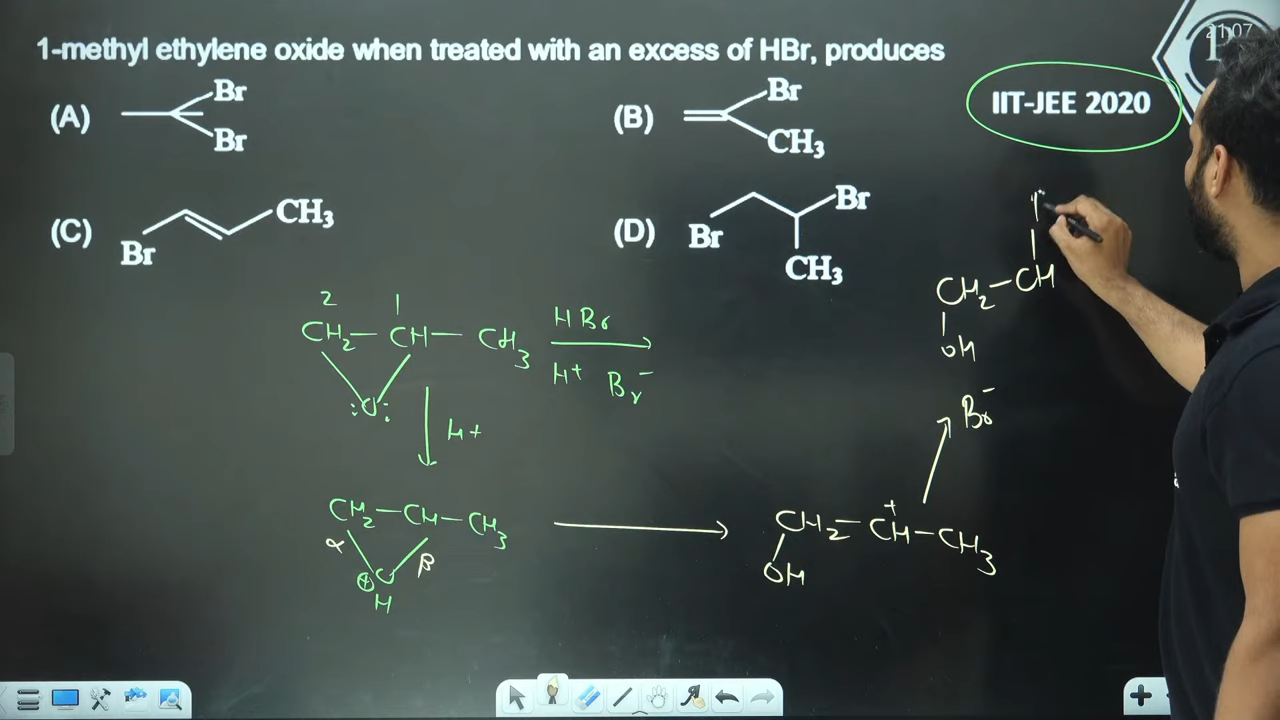 1-methyl ethylene oxide when treated with an excess of HBr, produces
21:07
IIT-JEE 2020
(A) Br
Br
(B) Br
CH3
(C) Br CH3
(D) Br Br
CH3
2 1
CH2 — CH — CH3
:O:
HBr
H+ Br-
H+
CH2 — CH — CH3
α β
⊕O
H
CH2 — CH+ — CH3
OH
Br-
CH2 — CH
OH